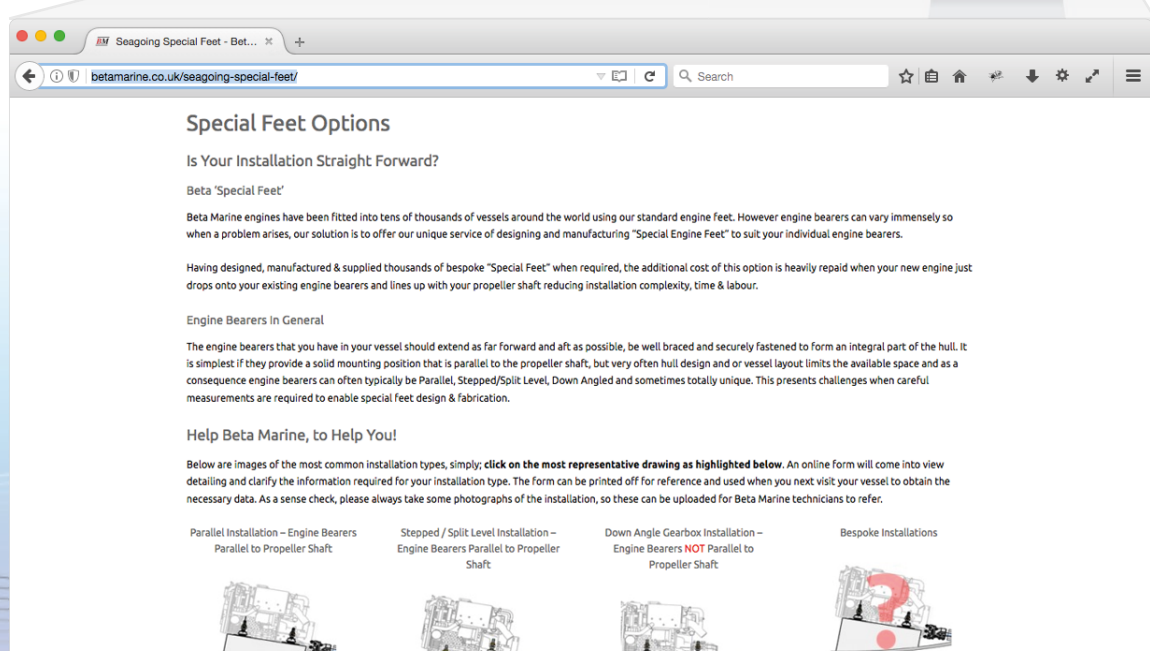 Seagoing Special Feet - Bet...
betamarine.co.uk/seagoing-special-feet/
Search
Special Feet Options
Is Your Installation Straight Forward?
Beta ‘Special Feet’
Beta Marine engines have been fitted into tens of thousands of vessels around the world using our standard engine feet. However engine bearers can vary immensely so
when a problem arises, our solution is to offer our unique service of designing and manufacturing “Special Engine Feet” to suit your individual engine bearers.
Having designed, manufactured & supplied thousands of bespoke “Special Feet” when required, the additional cost of this option is heavily repaid when your new engine just
drops onto your existing engine bearers and lines up with your propeller shaft reducing installation complexity, time & labour.
Engine Bearers In General
The engine bearers that you have in your vessel should extend as far forward and aft as possible, be well braced and securely fastened to form an integral part of the hull. It
is simplest if they provide a solid mounting position that is parallel to the propeller shaft, but very often hull design and or vessel layout limits the available space and as a
consequence engine bearers can often typically be Parallel, Stepped/Split Level, Down Angled and sometimes totally unique. This presents challenges when careful
measurements are required to enable special feet design & fabrication.
Help Beta Marine, to Help You!
Below are images of the most common installation types, simply; click on the most representative drawing as highlighted below. An online form will come into view
detailing and clarify the information required for your installation type. The form can be printed off for reference and used when you next visit your vessel to obtain the
necessary data. As a sense check, please always take some photographs of the installation, so these can be uploaded for Beta Marine technicians to refer.
Parallel Installation – Engine Bearers
Parallel to Propeller Shaft
Stepped / Split Level Installation –
Engine Bearers Parallel to Propeller
Shaft
Down Angle Gearbox Installation –
Engine Bearers NOT Parallel to
Propeller Shaft
Bespoke Installations
?